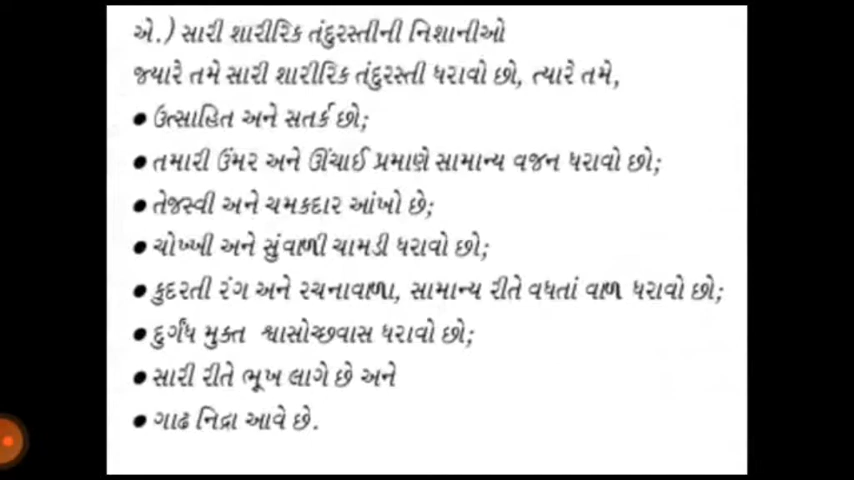 એ.) સારી શારીરિક તંદુરસ્તીની નિશાનીઓ
જ્યારે તમે સારી શારીરિક તંદુરસ્તી ધરાવો છો, ત્યારે તમે,
● ઉત્સાહિત અને સતર્ક છો;
● તમારી ઉંમર અને ઊંચાઈ પ્રમાણે સામાન્ય વજન ધરાવો છો;
● તેજસ્વી અને ચમકદાર આંખો છે;
● ચોખ્ખી અને સુંવાળી ચામડી ધરાવો છો;
● કુદરતી રંગ અને રચનાવાળા, સામાન્ય રીતે વધતાં વાળ ધરાવો છો;
● દુર્ગંધ મુક્ત શ્વાસોચ્છવાસ ધરાવો છો;
● સારી રીતે ભૂખ લાગે છે અને
● ગાઢ નિદ્રા આવે છે.